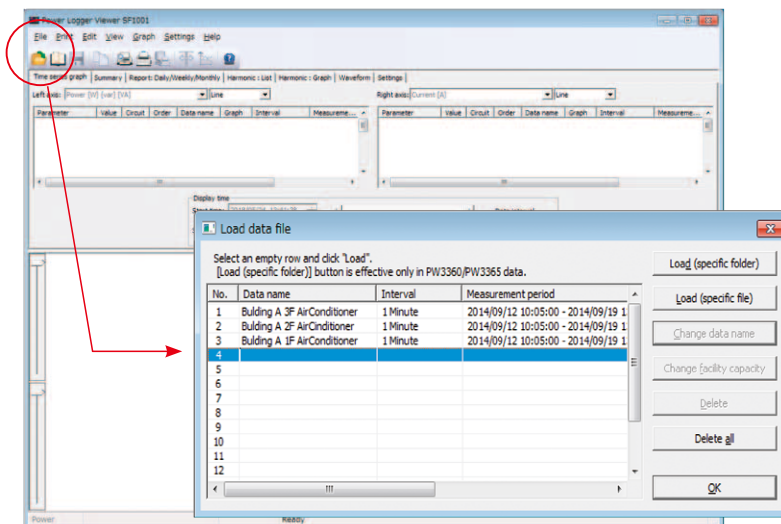 Power Logger Viewer SF1001
File Print Edit View Graph Settings Help
Time series graph Summary Report: Daily/Weekly/Monthly Harmonic : List Harmonic : Graph Waveform Settings
Left axis: Power [W] [var] [VA] Line Right axis: Current [A] Line
Parameter Value Circuit Order Data name Graph Interval Measureme... Parameter Value Circuit Order Data name Graph Interval Measureme...
Display time
Load data file
Select an empty row and click "Load".
[Load (specific folder)] button is effective only in PW3360/PW3365 data.
Load (specific folder)
No. Data name Interval Measurement period
Load (specific file)
1 Bulding A 3F AirConditioner 1 Minute 2014/09/12 10:05:00 - 2014/09/19 1
2 Bulding A 2F AirCinditioner 1 Minute 2014/09/12 10:05:00 - 2014/09/19 1
3 Bulding A 1F AirConditioner 1 Minute 2014/09/12 10:05:00 - 2014/09/19 1
Change data name
4
5
Change facility capacity
6
7
Delete
8
9
10
Delete all
11
12
OK
Power Ready